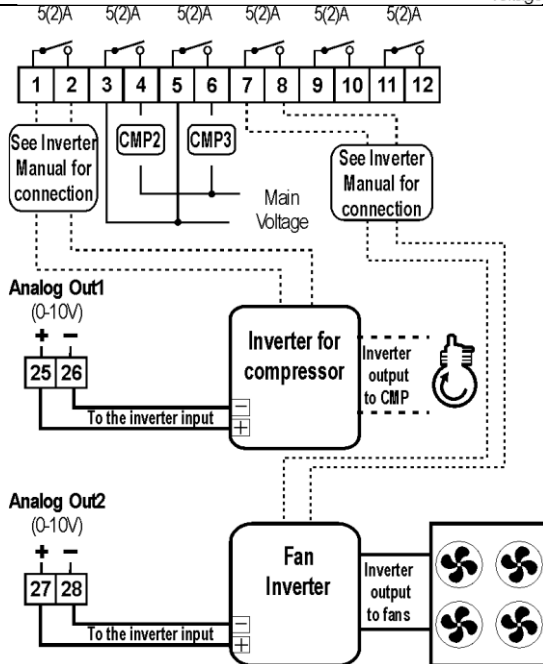 Voltage
5(2)A 5(2)A 5(2)A 5(2)A 5(2)A 5(2)A
1 2 3 4 5 6 7 8 9 10 11 12
See Inverter
Manual for
connection
CMP2
CMP3
See Inverter
Manual for
connection
Main
Voltage
Analog Out1
(0-10V)
+ −
25 26
To the inverter input
Inverter for
compressor
−
+
Inverter
output
to CMP
Analog Out2
(0-10V)
+ −
27 28
To the inverter input
Fan
Inverter
−
+
Inverter
output
to fans